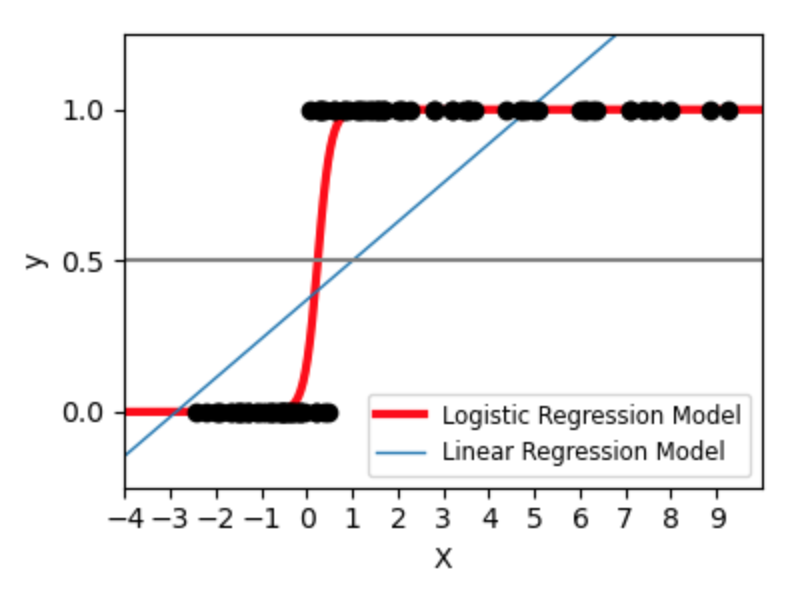 y
1.0
0.5
0.0
Logistic Regression Model
Linear Regression Model
−4 −3 −2 −1 0 1 2 3 4 5 6 7 8 9
X